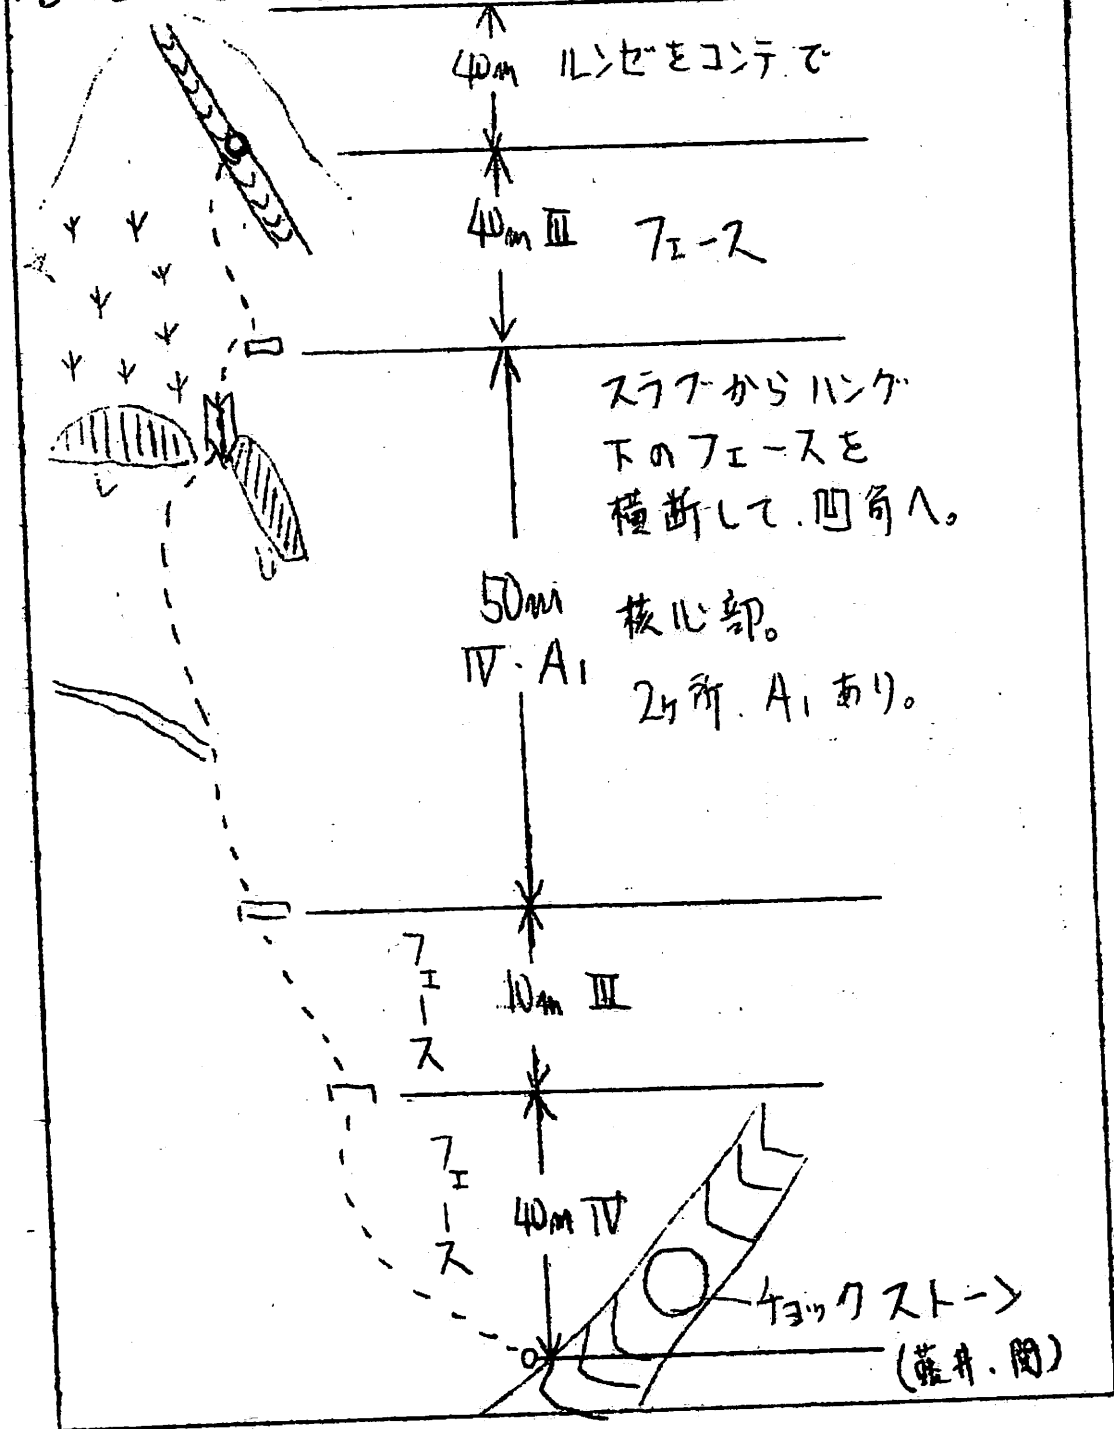 40m ルンゼをコンテで
40m III フェース
スラブからハング
下のフェースを
横断して、凹角へ。
50m
IV・A1
核心部。
2ヶ所、A1あり。
フェース
10m III
フェース
40m IV
チョックストーン
(藤井、関)